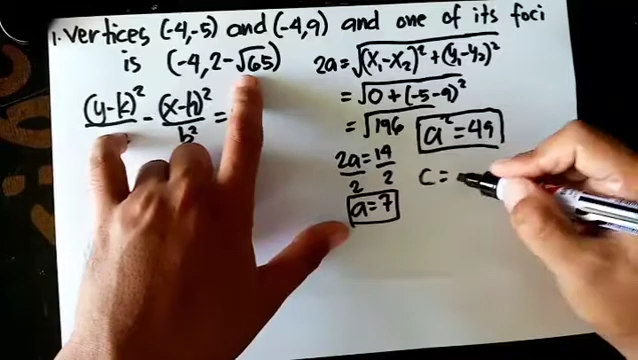 1. Vertices (-4,-5) and (-4,9) and one of its foci
is (-4, 2-√65)
2a = √(x₁-x₂)² + (y₁-y₂)²
(y-k)² - (x-h)² =
b²
= √0 + (-5-9)²
= √196
a² = 49
2a = 14
2 2
a = 7
c =